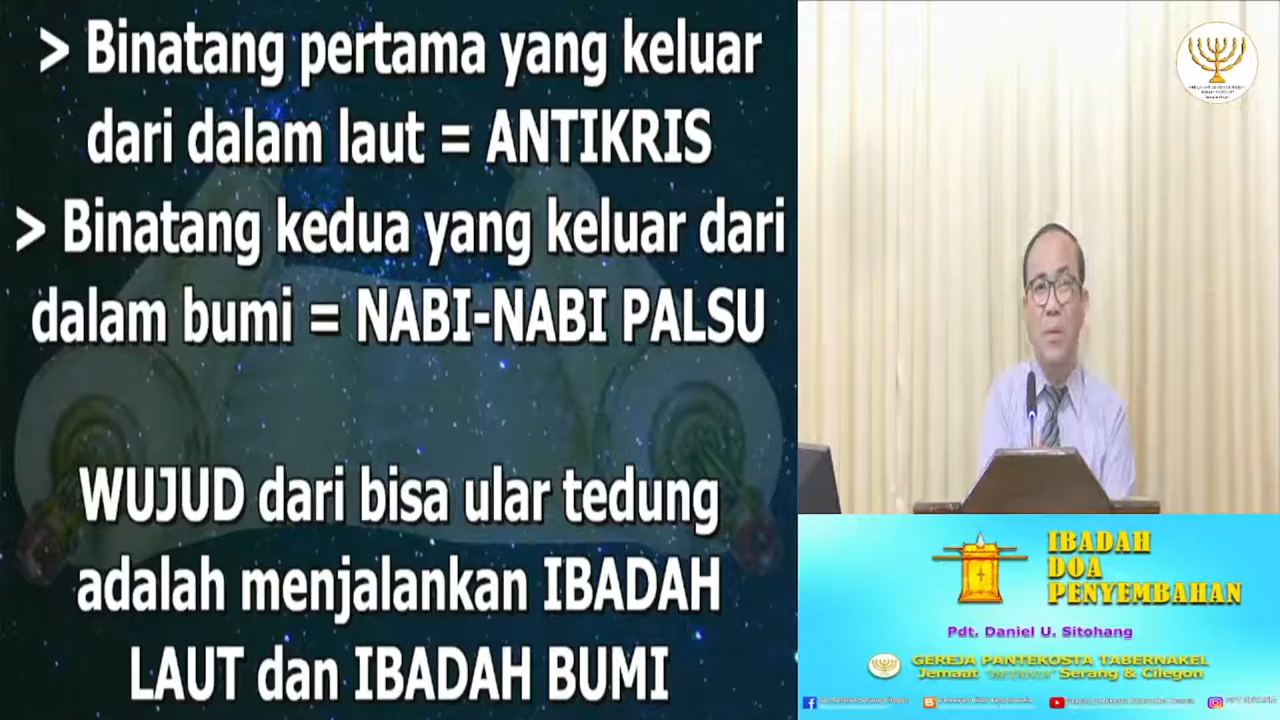 > Binatang pertama yang keluar
dari dalam laut = ANTIKRIS
> Binatang kedua yang keluar dari
dalam bumi = NABI-NABI PALSU
WUJUD dari bisa ular tedung
adalah menjalankan IBADAH
LAUT dan IBADAH BUMI
IBADAH
DOA
PENYEMBAHAN
Pdt. Daniel U. Sitohang
GEREJA PANTEKOSTA TABERNAKEL
Jemaat "BETANIA" Serang & Cilegon